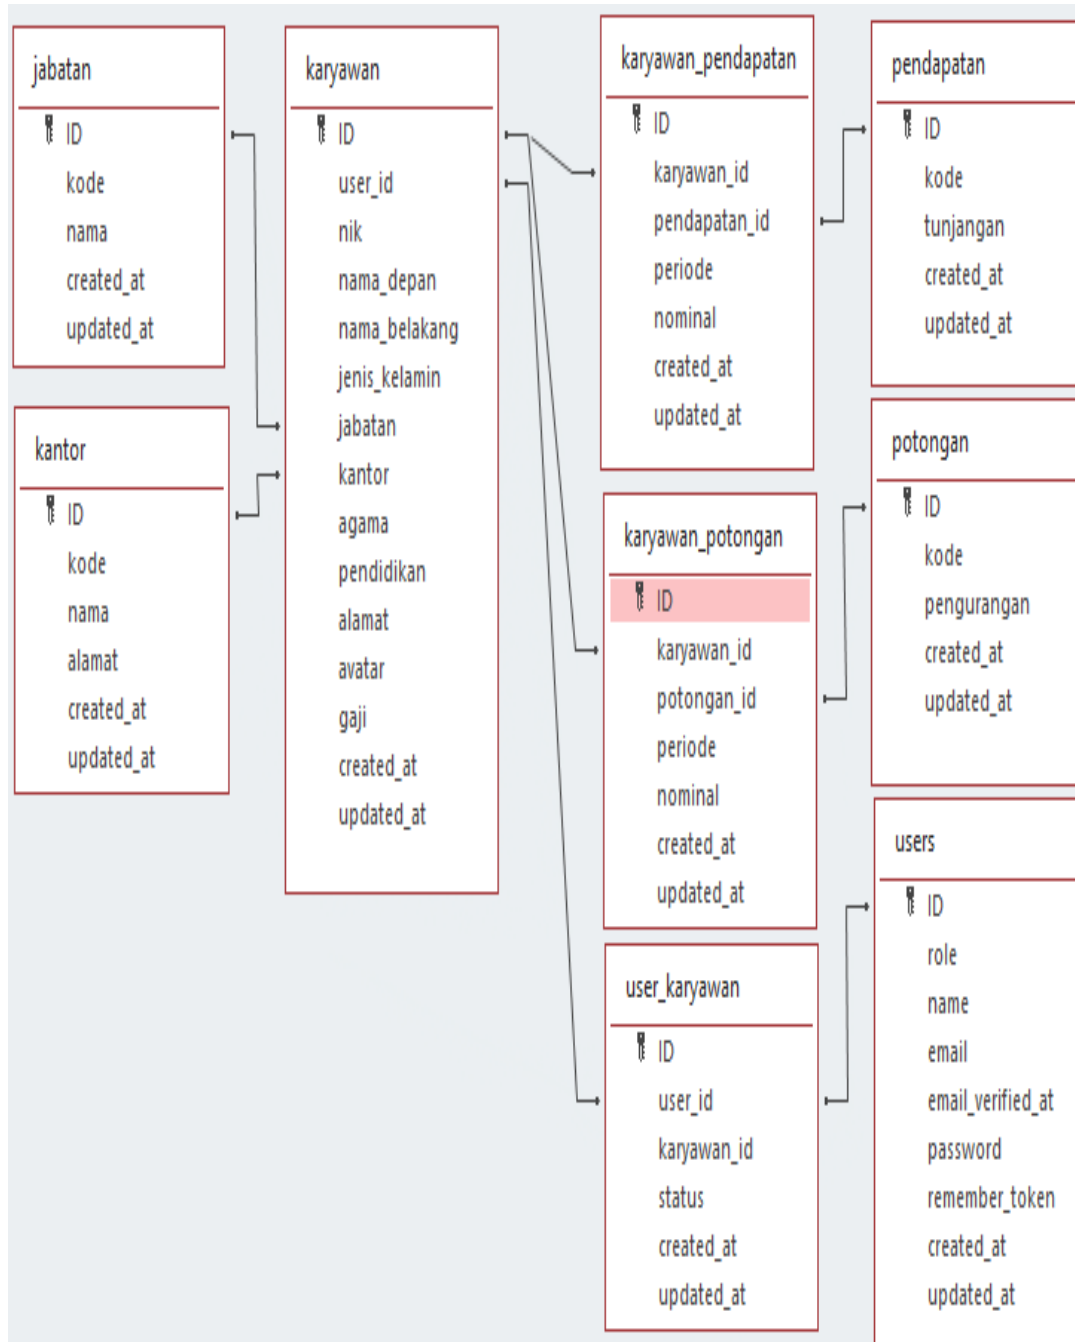 jabatan
ID
kode
nama
created_at
updated_at
kantor
ID
kode
nama
alamat
created_at
updated_at
karyawan
ID
user_id
nik
nama_depan
nama_belakang
jenis_kelamin
jabatan
kantor
agama
pendidikan
alamat
avatar
gaji
created_at
updated_at
karyawan_pendapatan
ID
karyawan_id
pendapatan_id
periode
nominal
created_at
updated_at
karyawan_potongan
ID
karyawan_id
potongan_id
periode
nominal
created_at
updated_at
user_karyawan
ID
user_id
karyawan_id
status
created_at
updated_at
pendapatan
ID
kode
tunjangan
created_at
updated_at
potongan
ID
kode
pengurangan
created_at
updated_at
users
ID
role
name
email
email_verified_at
password
remember_token
created_at
updated_at